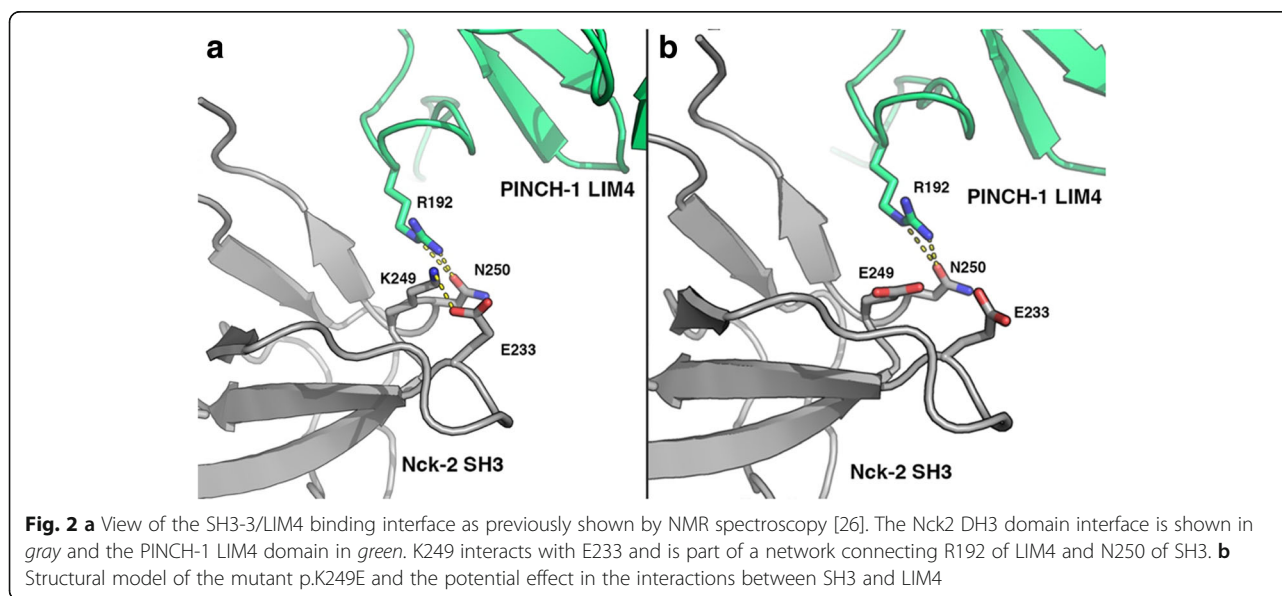 a
PINCH-1 LIM4
R192
K249
N250
E233
Nck-2 SH3
b
PINCH-1 LIM4
R192
E249
N250
E233
Nck-2 SH3
Fig. 2 a View of the SH3-3/LIM4 binding interface as previously shown by NMR spectroscopy [26]. The Nck2 DH3 domain interface is shown in
gray and the PINCH-1 LIM4 domain in green. K249 interacts with E233 and is part of a network connecting R192 of LIM4 and N250 of SH3. b
Structural model of the mutant p.K249E and the potential effect in the interactions between SH3 and LIM4